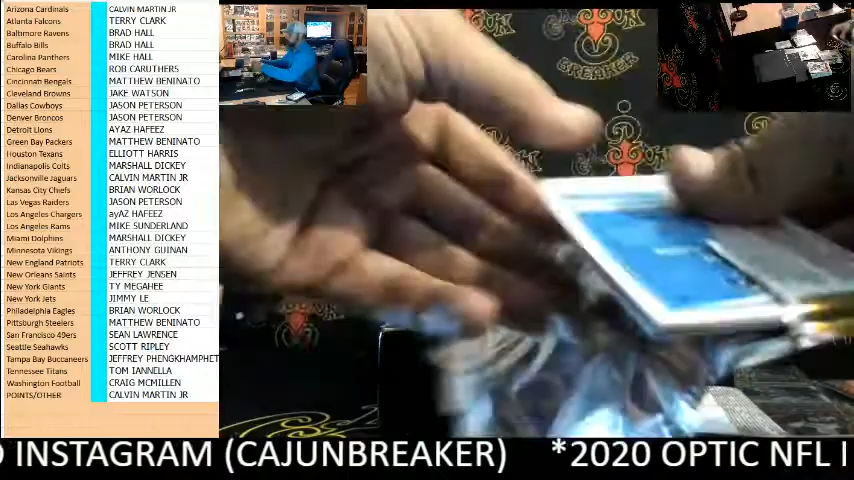 Arizona Cardinals CALVIN MARTIN JR
Atlanta Falcons TERRY CLARK
Baltimore Ravens BRAD HALL
Buffalo Bills BRAD HALL
Carolina Panthers MIKE HALL
Chicago Bears ROB CARUTHERS
Cincinnati Bengals MATTHEW BENINATO
Cleveland Browns JAKE WATSON
Dallas Cowboys JASON PETERSON
Denver Broncos JASON PETERSON
Detroit Lions AYAZ HAFEEZ
Green Bay Packers MATTHEW BENINATO
Houston Texans ELLIOTT HARRIS
Indianapolis Colts MARSHALL DICKEY
Jacksonville Jaguars CALVIN MARTIN JR
Kansas City Chiefs BRIAN WORLOCK
Las Vegas Raiders JASON PETERSON
Los Angeles Chargers ayAZ HAFEEZ
Los Angeles Rams MIKE SUNDERLAND
Miami Dolphins MARSHALL DICKEY
Minnesota Vikings ANTHONY GUINAN
New England Patriots TERRY CLARK
New Orleans Saints JEFFREY JENSEN
New York Giants TY MEGAHEE
New York Jets JIMMY LE
Philadelphia Eagles BRIAN WORLOCK
Pittsburgh Steelers MATTHEW BENINATO
San Francisco 49ers SEAN LAWRENCE
Seattle Seahawks SCOTT RIPLEY
Tampa Bay Buccaneers JEFFREY PHENGKHAMPHET
Tennessee Titans TOM IANNELLA
Washington Football CRAIG MCMILLEN
POINTS/OTHER CALVIN MARTIN JR
BREAKER
INSTAGRAM (CAJUNBREAKER) *2020 OPTIC NFL